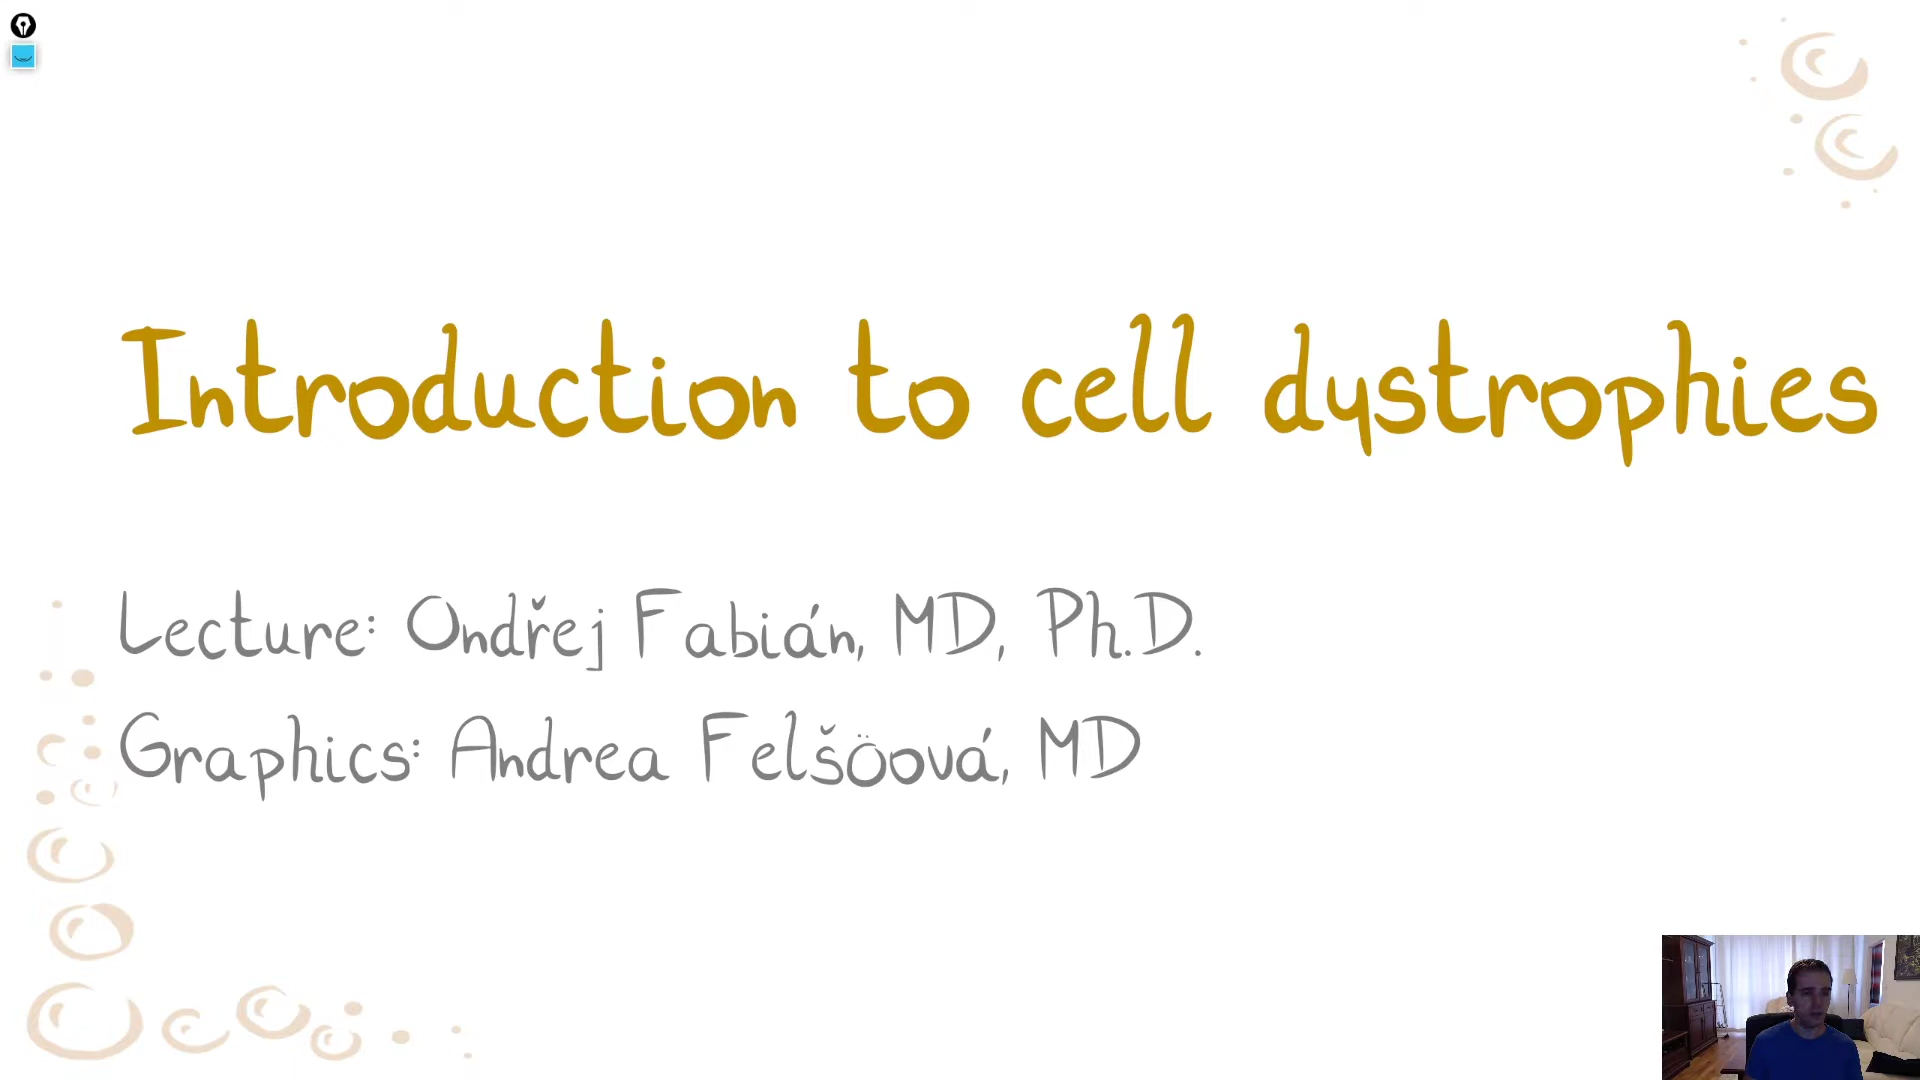 Introduction to cell dystrophies
Lecture: Ondřej Fabián, MD, Ph.D.
Graphics: Andrea Felšöová, MD